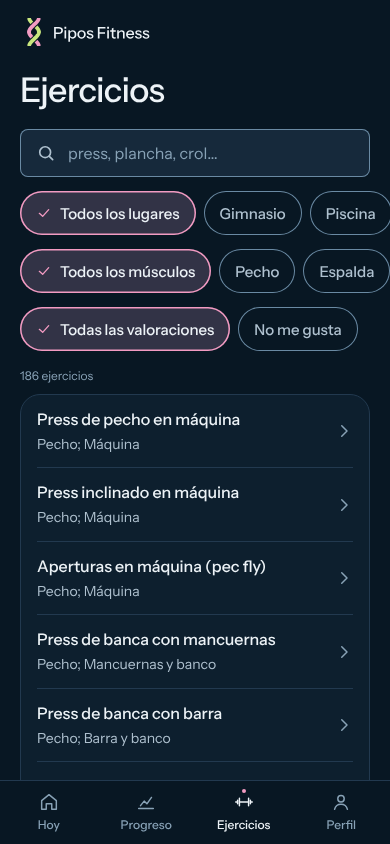 Pipos Fitness
Ejercicios
press, plancha, crol...
Todos los lugares
Gimnasio
Piscina
Todos los músculos
Pecho
Espalda
Todas las valoraciones
No me gusta
186 ejercicios
Press de pecho en máquina
Pecho; Máquina
Press inclinado en máquina
Pecho; Máquina
Aperturas en máquina (pec fly)
Pecho; Máquina
Press de banca con mancuernas
Pecho; Mancuernas y banco
Press de banca con barra
Pecho; Barra y banco
Hoy
Progreso
Ejercicios
Perfil